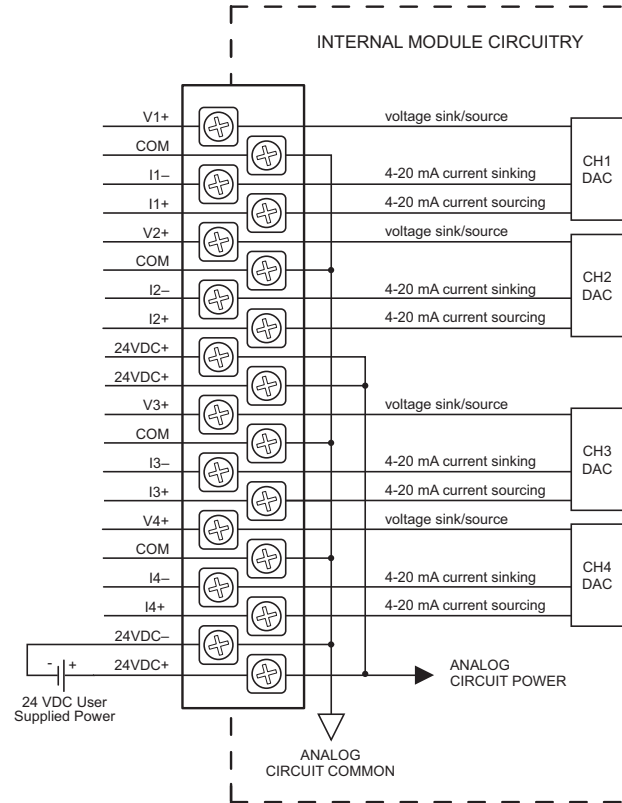 INTERNAL MODULE CIRCUITRY
V1+
voltage sink/source
COM
I1–
4-20 mA current sinking
CH1
DAC
I1+
4-20 mA current sourcing
V2+
voltage sink/source
COM
I2–
4-20 mA current sinking
CH2
DAC
I2+
4-20 mA current sourcing
24VDC+
24VDC+
V3+
voltage sink/source
COM
I3–
4-20 mA current sinking
CH3
DAC
I3+
4-20 mA current sourcing
V4+
voltage sink/source
COM
I4–
4-20 mA current sinking
CH4
DAC
I4+
4-20 mA current sourcing
24VDC–
- +
24VDC+
24 VDC User
Supplied Power
ANALOG
CIRCUIT POWER
ANALOG
CIRCUIT COMMON